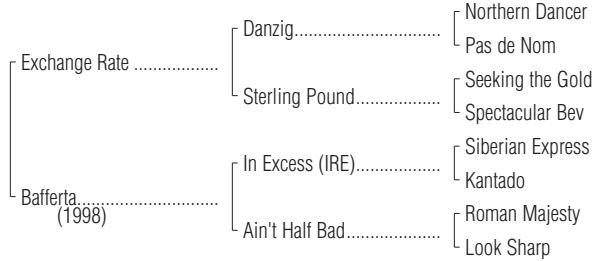 Northern Dancer
Danzig......................................
Pas de Nom
Exchange Rate ....................
Seeking the Gold
Sterling Pound.....................
Spectacular Bev
Siberian Express
In Excess (IRE).....................
Kantado
Bafferta...................................
(1998)
Roman Majesty
Ain't Half Bad.......................
Look Sharp